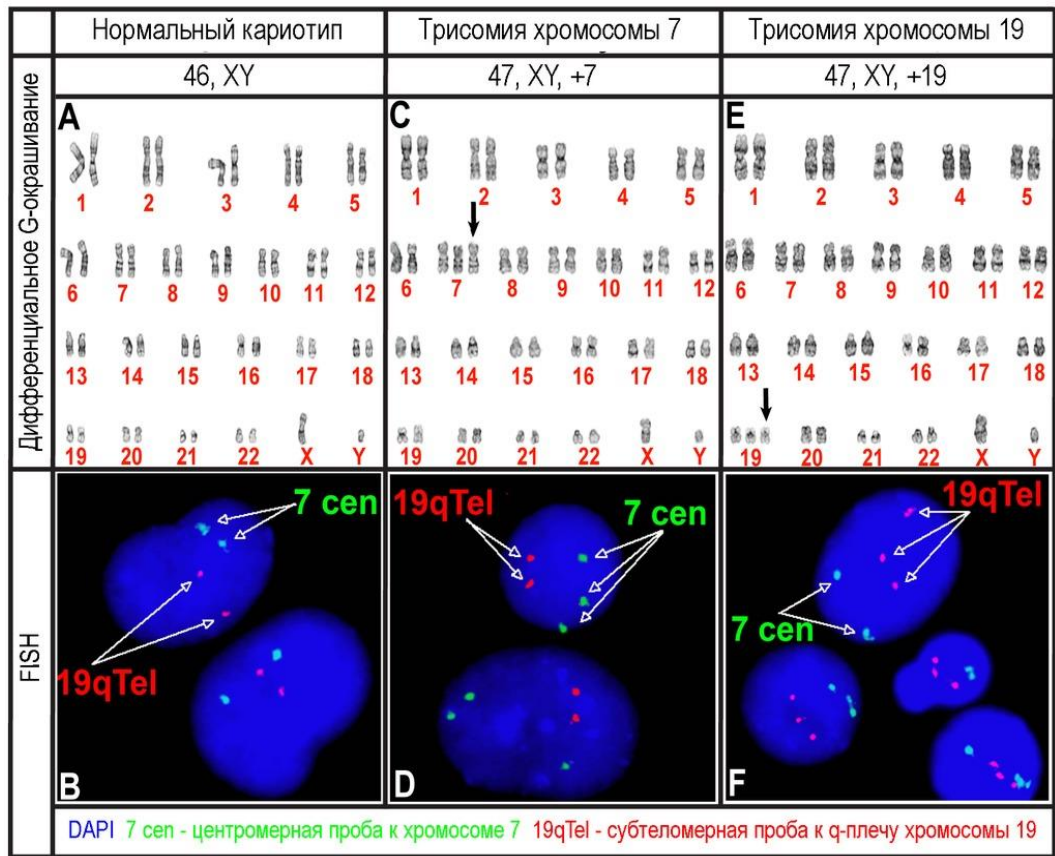 Нормальный кариотип Трисомия хромосомы 7 Трисомия хромосомы 19
46, XY 47, XY, +7 47, XY, +19
Дифференциальное G-окрашивание
A
1 2 3 4 5
6 7 8 9 10 11 12
13 14 15 16 17 18
19 20 21 22 X Y
C
1 2 3 4 5
6 7 8 9 10 11 12
13 14 15 16 17 18
19 20 21 22 X Y
E
1 2 3 4 5
6 7 8 9 10 11 12
13 14 15 16 17 18
19 20 21 22 X Y
FISH
7 cen
19qTel
B
19qTel 7 cen
D
19qTel
7 cen
F
DAPI 7 cen - центромерная проба к хромосоме 7 19qTel - субтеломерная проба к q-плечу хромосомы 19